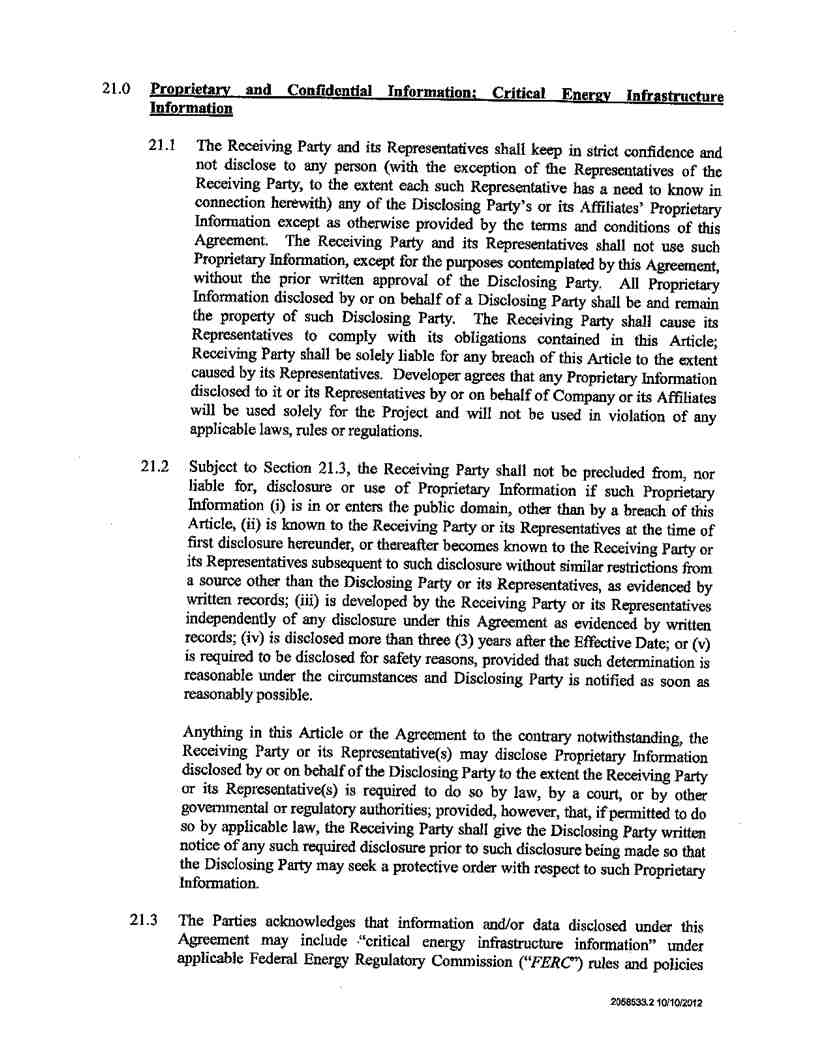 21.0 Proprietary and Confidential Information; Critical Energy Infrastructure
Information
21.1 The Receiving Party and its Representatives shall keep in strict confidence and
not disclose to any person (with the exception of the Representatives of the
Receiving Party, to the extent each such Representative has a need to know in
connection herewith) any of the Disclosing Party's or its Affiliates' Proprietary
Information except as otherwise provided by the terms and conditions of this
Agreement. The Receiving Party and its Representatives shall not use such
Proprietary Information, except for the purposes contemplated by this Agreement,
without the prior written approval of the Disclosing Party. All Proprietary
Information disclosed by or on behalf of a Disclosing Party shall be and remain
the property of such Disclosing Party. The Receiving Party shall cause its
Representatives to comply with its obligations contained in this Article;
Receiving Party shall be solely liable for any breach of this Article to the extent
caused by its Representatives. Developer agrees that any Proprietary Information
disclosed to it or its Representatives by or on behalf of Company or its Affiliates
will be used solely for the Project and will not be used in violation of any
applicable laws, rules or regulations.
21.2 Subject to Section 21.3, the Receiving Party shall not be precluded from, nor
liable for, disclosure or use of Proprietary Information if such Proprietary
Information (i) is in or enters the public domain, other than by a breach of this
Article, (ii) is known to the Receiving Party or its Representatives at the time of
first disclosure hereunder, or thereafter becomes known to the Receiving Party or
its Representatives subsequent to such disclosure without similar restrictions from
a source other than the Disclosing Party or its Representatives, as evidenced by
written records; (iii) is developed by the Receiving Party or its Representatives
independently of any disclosure under this Agreement as evidenced by written
records; (iv) is disclosed more than three (3) years after the Effective Date; or (v)
is required to be disclosed for safety reasons, provided that such determination is
reasonable under the circumstances and Disclosing Party is notified as soon as
reasonably possible.
Anything in this Article or the Agreement to the contrary notwithstanding, the
Receiving Party or its Representative(s) may disclose Proprietary Information
disclosed by or on behalf of the Disclosing Party to the extent the Receiving Party
or its Representative(s) is required to do so by law, by a court, or by other
governmental or regulatory authorities; provided, however, that, if permitted to do
so by applicable law, the Receiving Party shall give the Disclosing Party written
notice of any such required disclosure prior to such disclosure being made so that
the Disclosing Party may seek a protective order with respect to such Proprietary
Information.
21.3 The Parties acknowledges that information and/or data disclosed under this
Agreement may include "critical energy infrastructure information" under
applicable Federal Energy Regulatory Commission ("FERC") rules and policies
2058533.2 10/10/2012